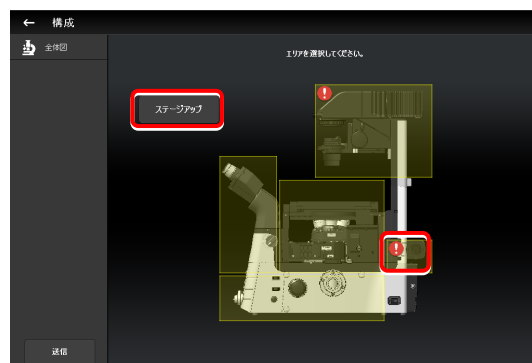 ← 構成
全体図
エリアを選択してください。
ステージアップ
!
!
送信